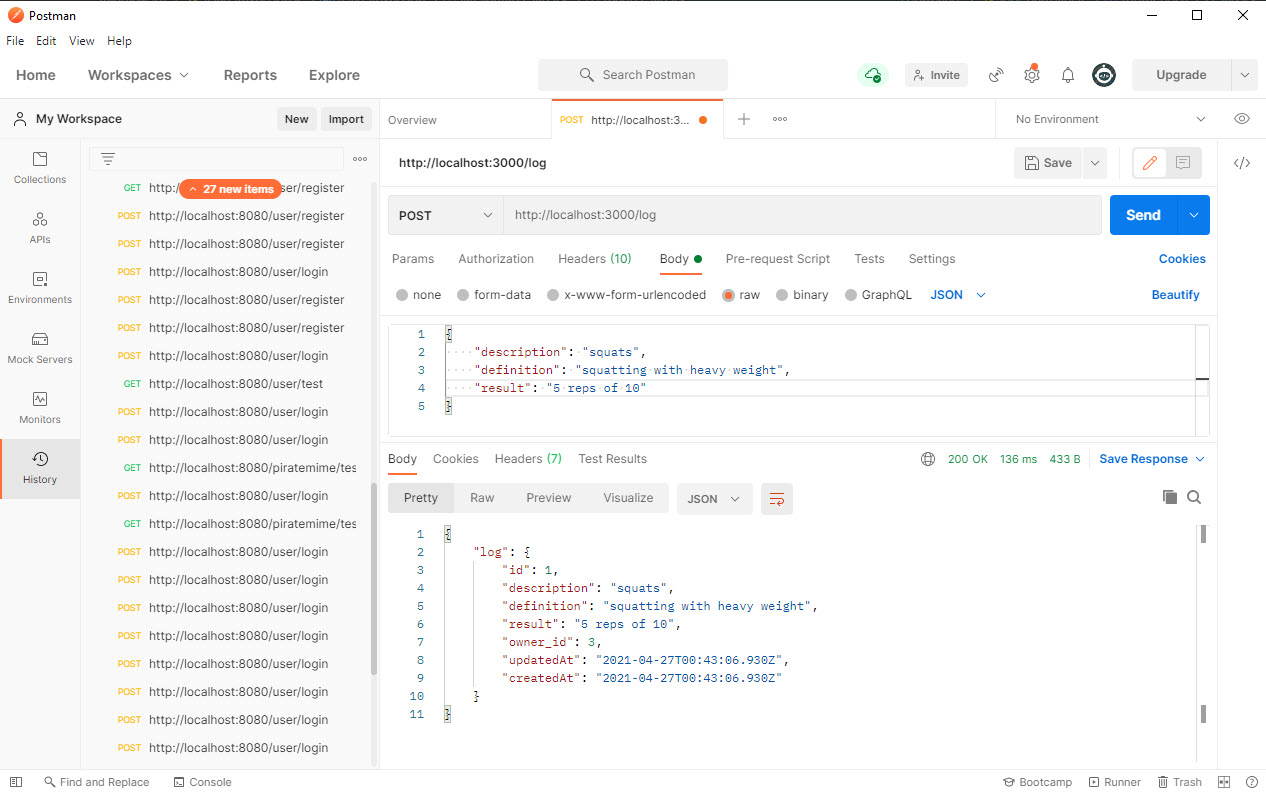 Postman
File Edit View Help
Home Workspaces Reports Explore Search Postman Invite Upgrade
My Workspace New Import
Overview POST http://localhost:3... No Environment
Collections
APIs
Environments
Mock Servers
Monitors
History
27 new items
GET http:/ ser/register
POST http://localhost:8080/user/register
POST http://localhost:8080/user/register
POST http://localhost:8080/user/login
POST http://localhost:8080/user/register
POST http://localhost:8080/user/register
POST http://localhost:8080/user/login
GET http://localhost:8080/user/test
POST http://localhost:8080/user/login
POST http://localhost:8080/user/login
GET http://localhost:8080/piratemime/tes
POST http://localhost:8080/user/login
GET http://localhost:8080/piratemime/tes
POST http://localhost:8080/user/login
POST http://localhost:8080/user/login
POST http://localhost:8080/user/login
POST http://localhost:8080/user/login
POST http://localhost:8080/user/login
POST http://localhost:8080/user/login
POST http://localhost:8080/user/login
POST http://localhost:8080/user/login
http://localhost:3000/log Save
POST http://localhost:3000/log Send
Params Authorization Headers (10) Body Pre-request Script Tests Settings Cookies
none form-data x-www-form-urlencoded raw binary GraphQL JSON Beautify
1 {
2 ····"description":·"squats",
3 ····"definition":·"squatting·with·heavy·weight",
4 ····"result":·"5·reps·of·10"
5 }
Body Cookies Headers (7) Test Results 200 OK 136 ms 433 B Save Response
Pretty Raw Preview Visualize JSON
1 {
2 "log": {
3 "id": 1,
4 "description": "squats",
5 "definition": "squatting with heavy weight",
6 "result": "5 reps of 10",
7 "owner_id": 3,
8 "updatedAt": "2021-04-27T00:43:06.930Z",
9 "createdAt": "2021-04-27T00:43:06.930Z"
10 }
11 }
Find and Replace Console Bootcamp Runner Trash